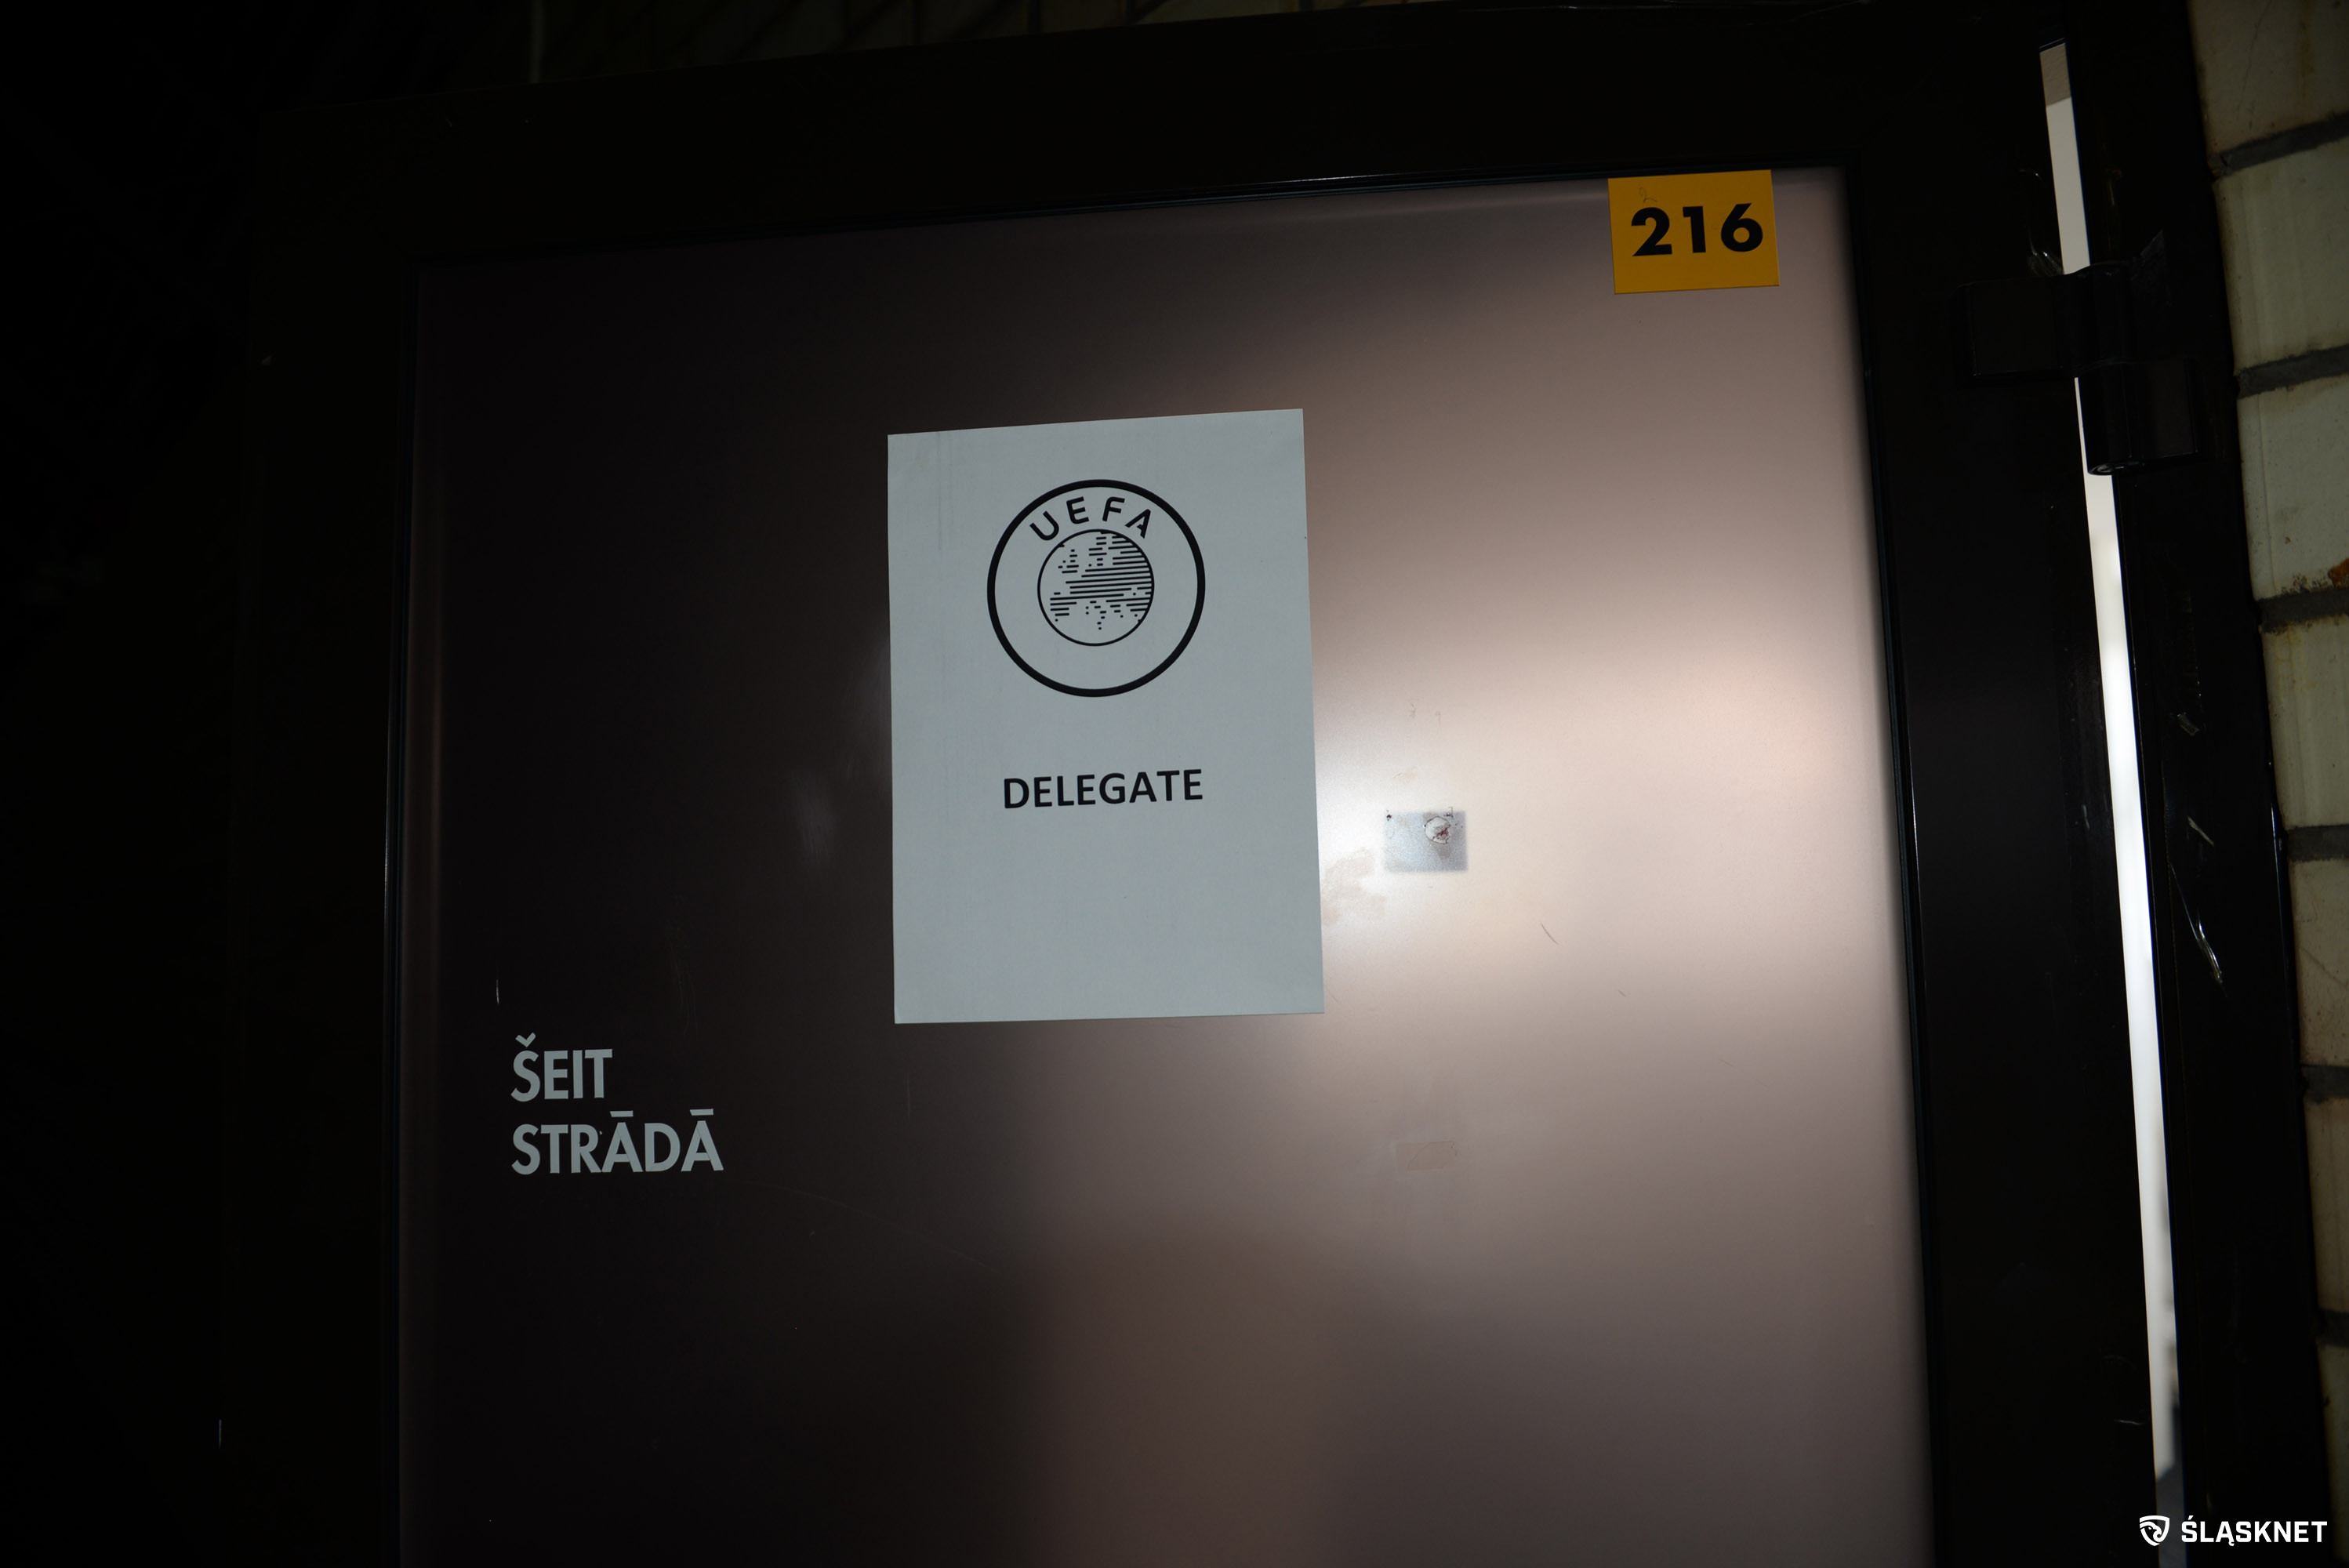 216
UEFA
DELEGATE
ŠEIT
STRĀDĀ
ŚLĄSKNET